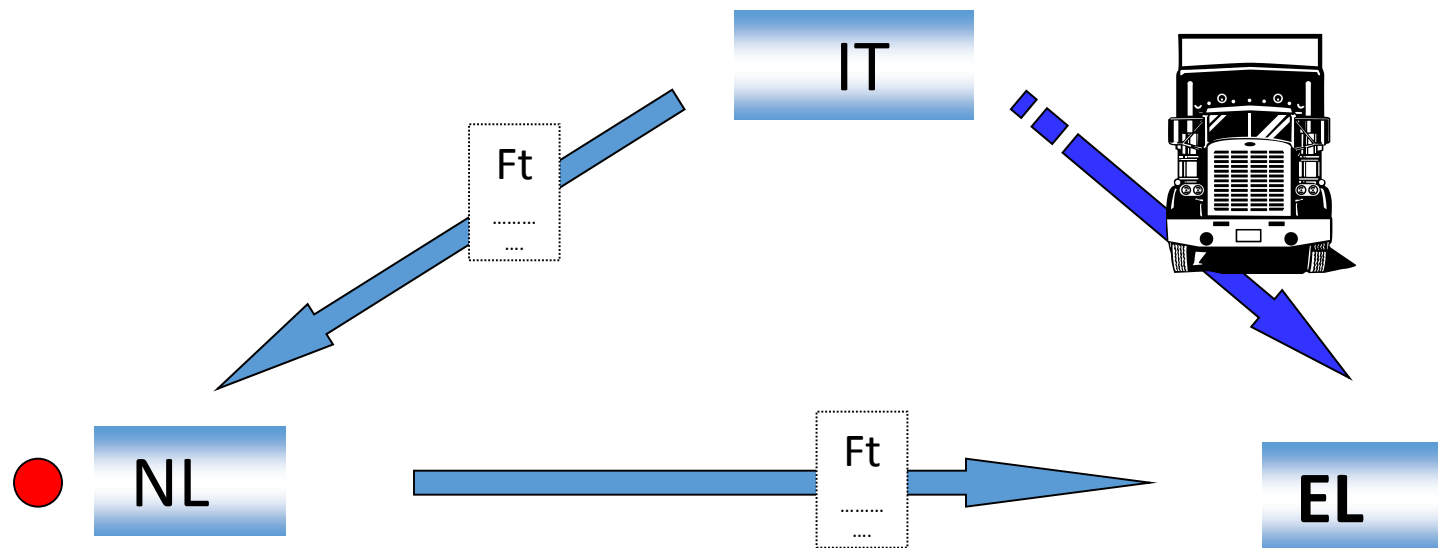 IT
Ft
………
….
NL
Ft
………
….
EL